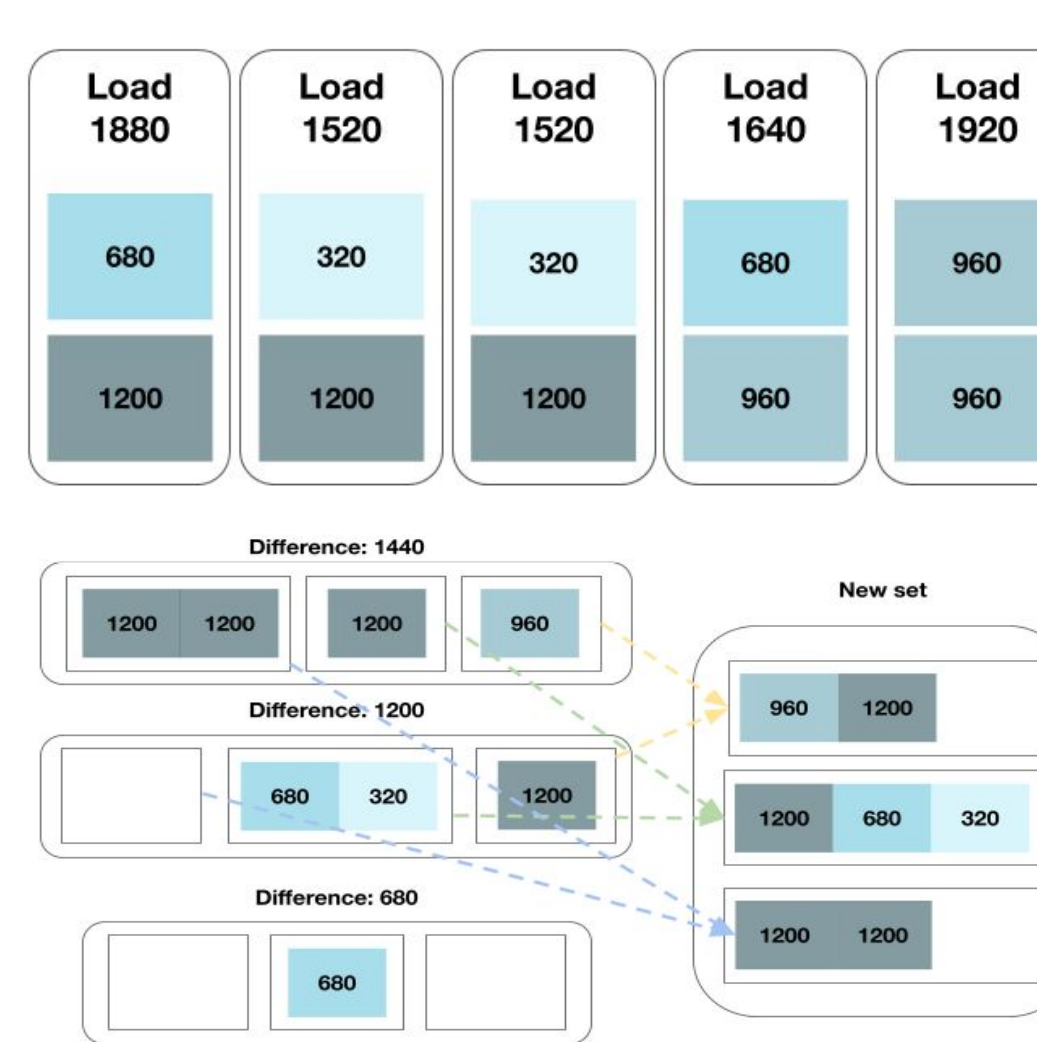 Load
1880
Load
1520
Load
1520
Load
1640
Load
1920
680
320
320
680
960
1200
1200
1200
960
960
Difference: 1440
1200 1200 1200 960
Difference: 1200
680 320 1200
Difference: 680
680
New set
960 1200
1200 680 320
1200 1200